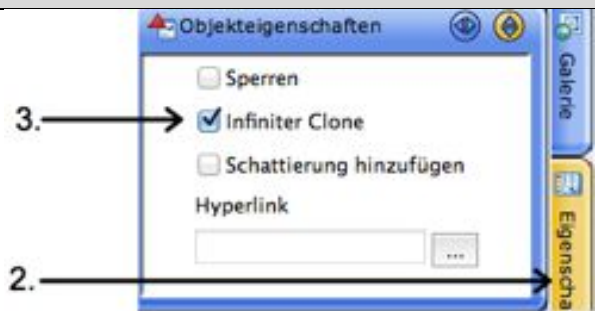 Objekteigenschaften
Sperren
3.
Infiniter Clone
Schattierung hinzufügen
Hyperlink
...
2.
Galerie
Eigenscha